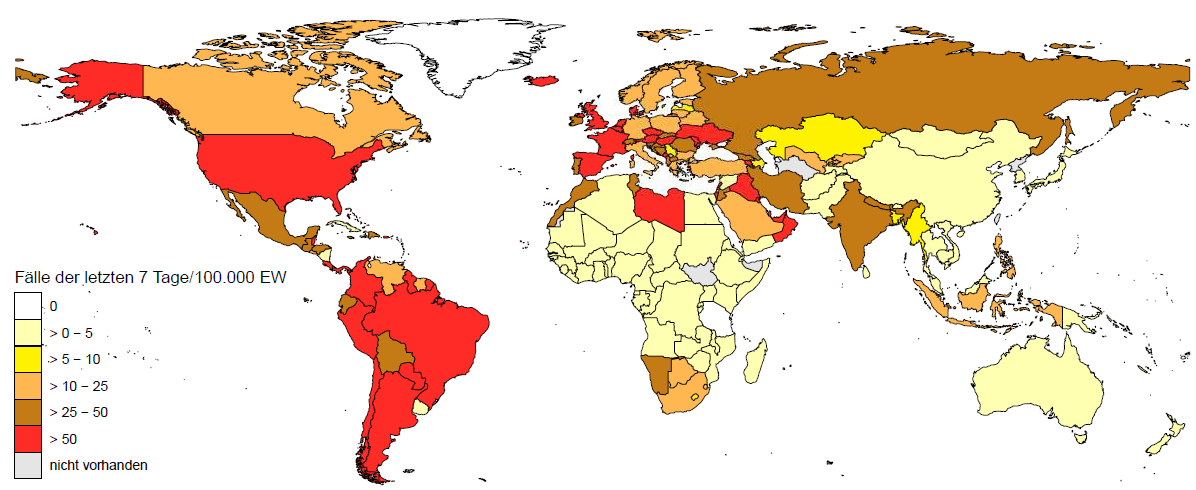 Fälle der letzten 7 Tage/100.000 EW
0
> 0 – 5
> 5 – 10
> 10 – 25
> 25 – 50
> 50
nicht vorhanden